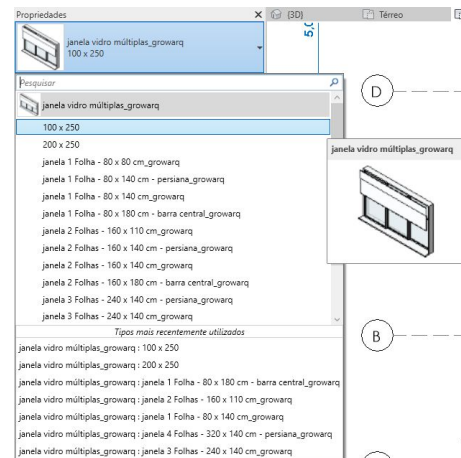 Propriedades
{3D}
Térreo
janela vidro múltiplas_growarq
100 x 250
Pesquisar
janela vidro múltiplas_growarq
100 x 250
200 x 250
janela 1 Folha - 80 x 80 cm_growarq
janela 1 Folha - 80 x 140 cm - persiana_growarq
janela 1 Folha - 80 x 140 cm_growarq
janela 1 Folha - 80 x 180 cm - barra central_growarq
janela 2 Folhas - 160 x 110 cm_growarq
janela 2 Folhas - 160 x 140 cm - persiana_growarq
janela 2 Folhas - 160 x 140 cm_growarq
janela 2 Folhas - 160 x 180 cm - barra central_growarq
janela 3 Folhas - 240 x 140 cm - persiana_growarq
janela 3 Folhas - 240 x 140 cm_growarq
Tipos mais recentemente utilizados
janela vidro múltiplas_growarq : 100 x 250
janela vidro múltiplas_growarq : 200 x 250
janela vidro múltiplas_growarq : janela 1 Folha - 80 x 180 cm - barra central_growarq
janela vidro múltiplas_growarq : janela 2 Folhas - 160 x 110 cm_growarq
janela vidro múltiplas_growarq : janela 1 Folha - 80 x 140 cm_growarq
janela vidro múltiplas_growarq : janela 4 Folhas - 320 x 140 cm - persiana_growarq
janela vidro múltiplas_growarq : janela 3 Folhas - 240 x 140 cm_growarq
D
janela vidro múltiplas_growarq
B